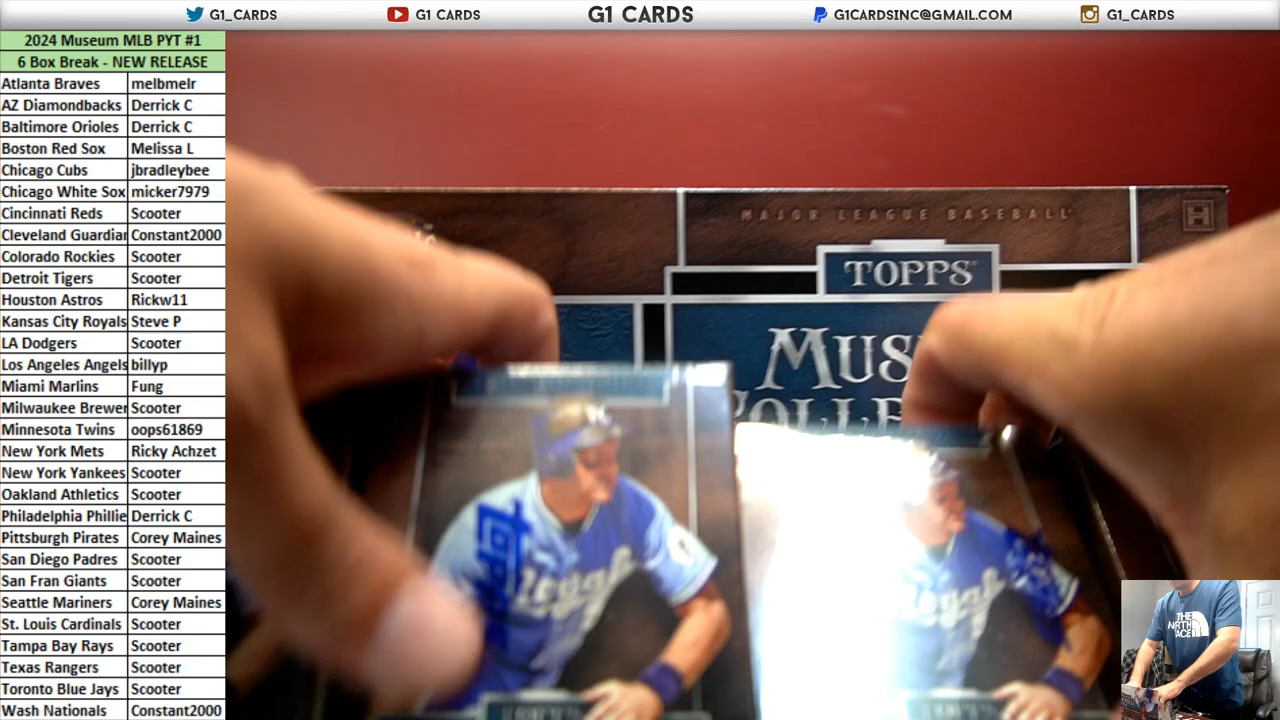 G1_CARDS
G1 CARDS
G1 CARDS
G1CARDSINC@GMAIL.COM
G1_CARDS
2024 Museum MLB PYT #1
6 Box Break - NEW RELEASE
Atlanta Braves melbmelr
AZ Diamondbacks Derrick C
Baltimore Orioles Derrick C
Boston Red Sox Melissa L
Chicago Cubs jbradleybee
Chicago White Sox micker7979
Cincinnati Reds Scooter
Cleveland Guardian Constant2000
Colorado Rockies Scooter
Detroit Tigers Scooter
Houston Astros Rickw11
Kansas City Royals Steve P
LA Dodgers Scooter
Los Angeles Angels billyp
Miami Marlins Fung
Milwaukee Brewer Scooter
Minnesota Twins oops61869
New York Mets Ricky Achzet
New York Yankees Scooter
Oakland Athletics Scooter
Philadelphia Phillie Derrick C
Pittsburgh Pirates Corey Maines
San Diego Padres Scooter
San Fran Giants Scooter
Seattle Mariners Corey Maines
St. Louis Cardinals Scooter
Tampa Bay Rays Scooter
Texas Rangers Scooter
Toronto Blue Jays Scooter
Wash Nationals Constant2000
MAJOR LEAGUE BASEBALL
H
TOPPS
MUS
COLLE
TOPPS
Royals
Royals
THE
NORTH
FACE